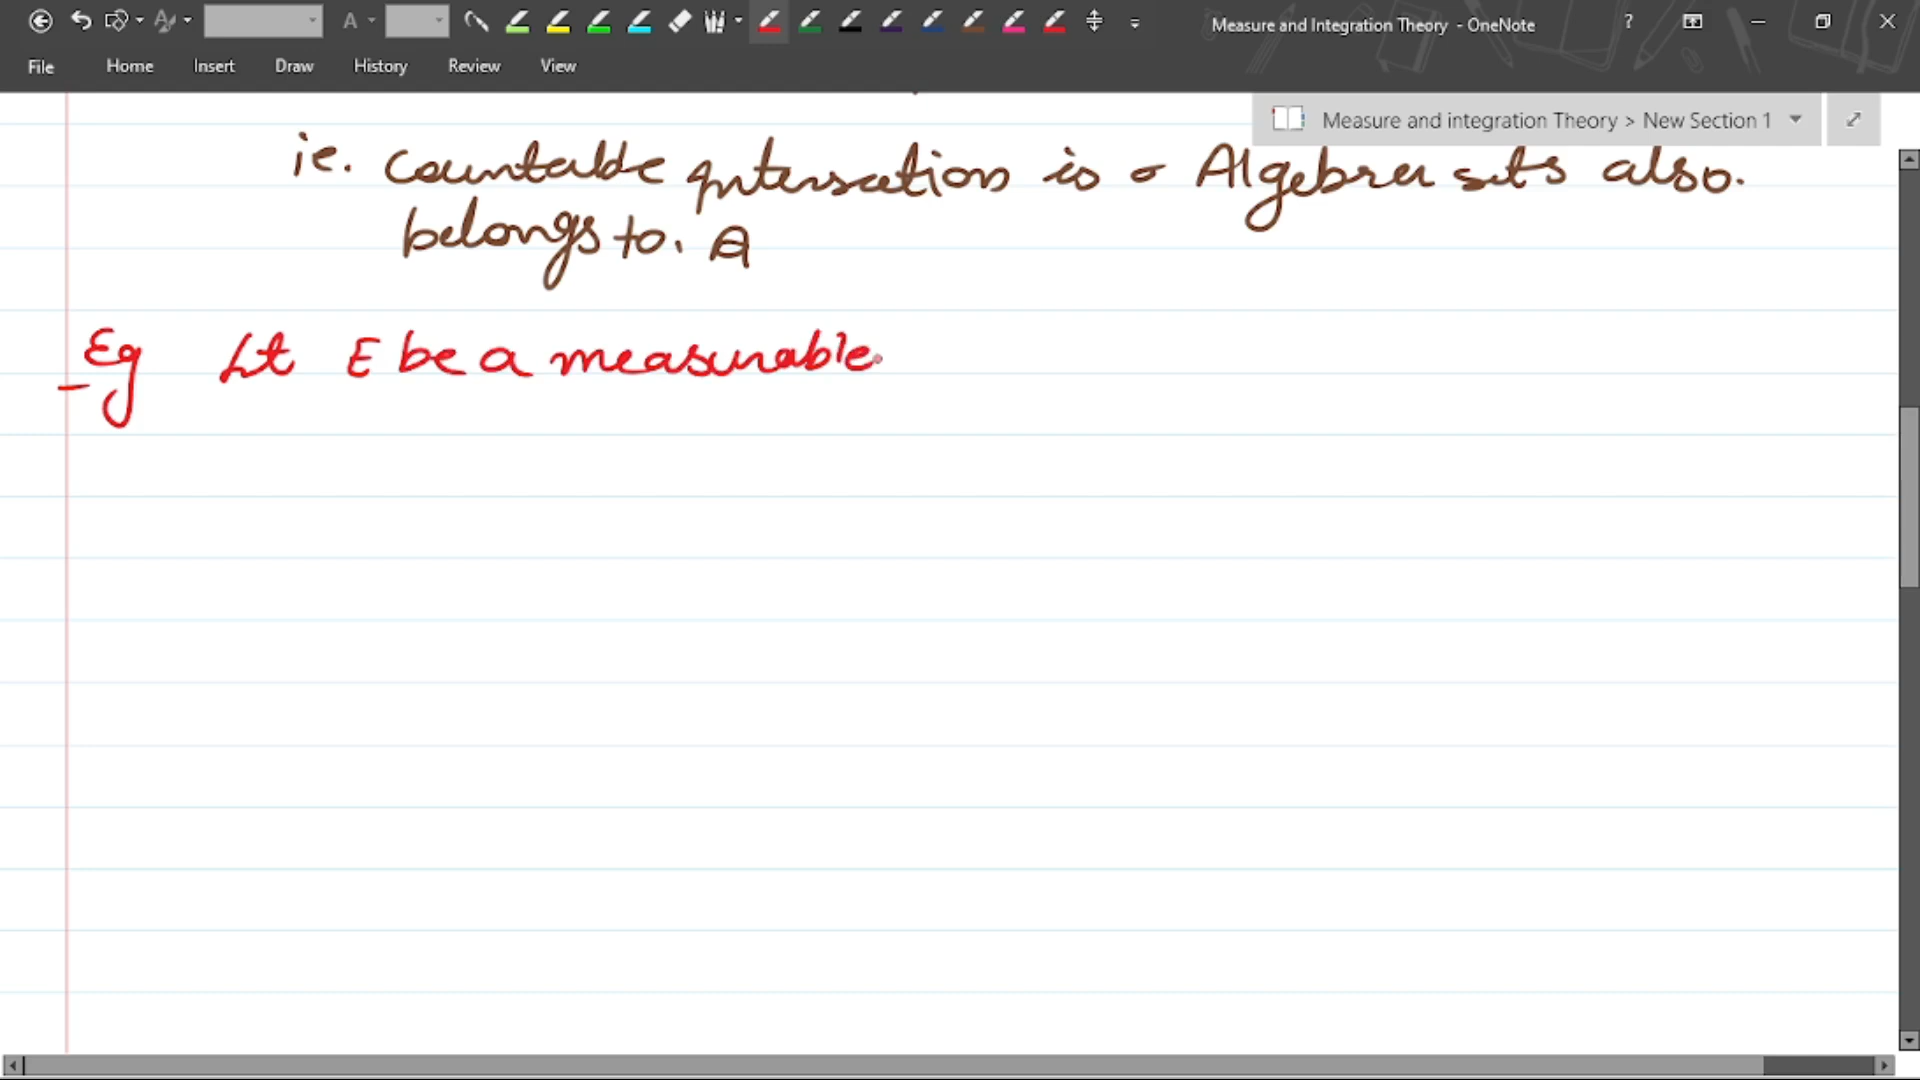 Measure and Integration Theory - OneNote
?
File Home Insert Draw History Review View
Measure and integration Theory > New Section 1
ie. Countable intersection is σ Algebra sets also.
belongs to. A
Eg Lt E be a measurable